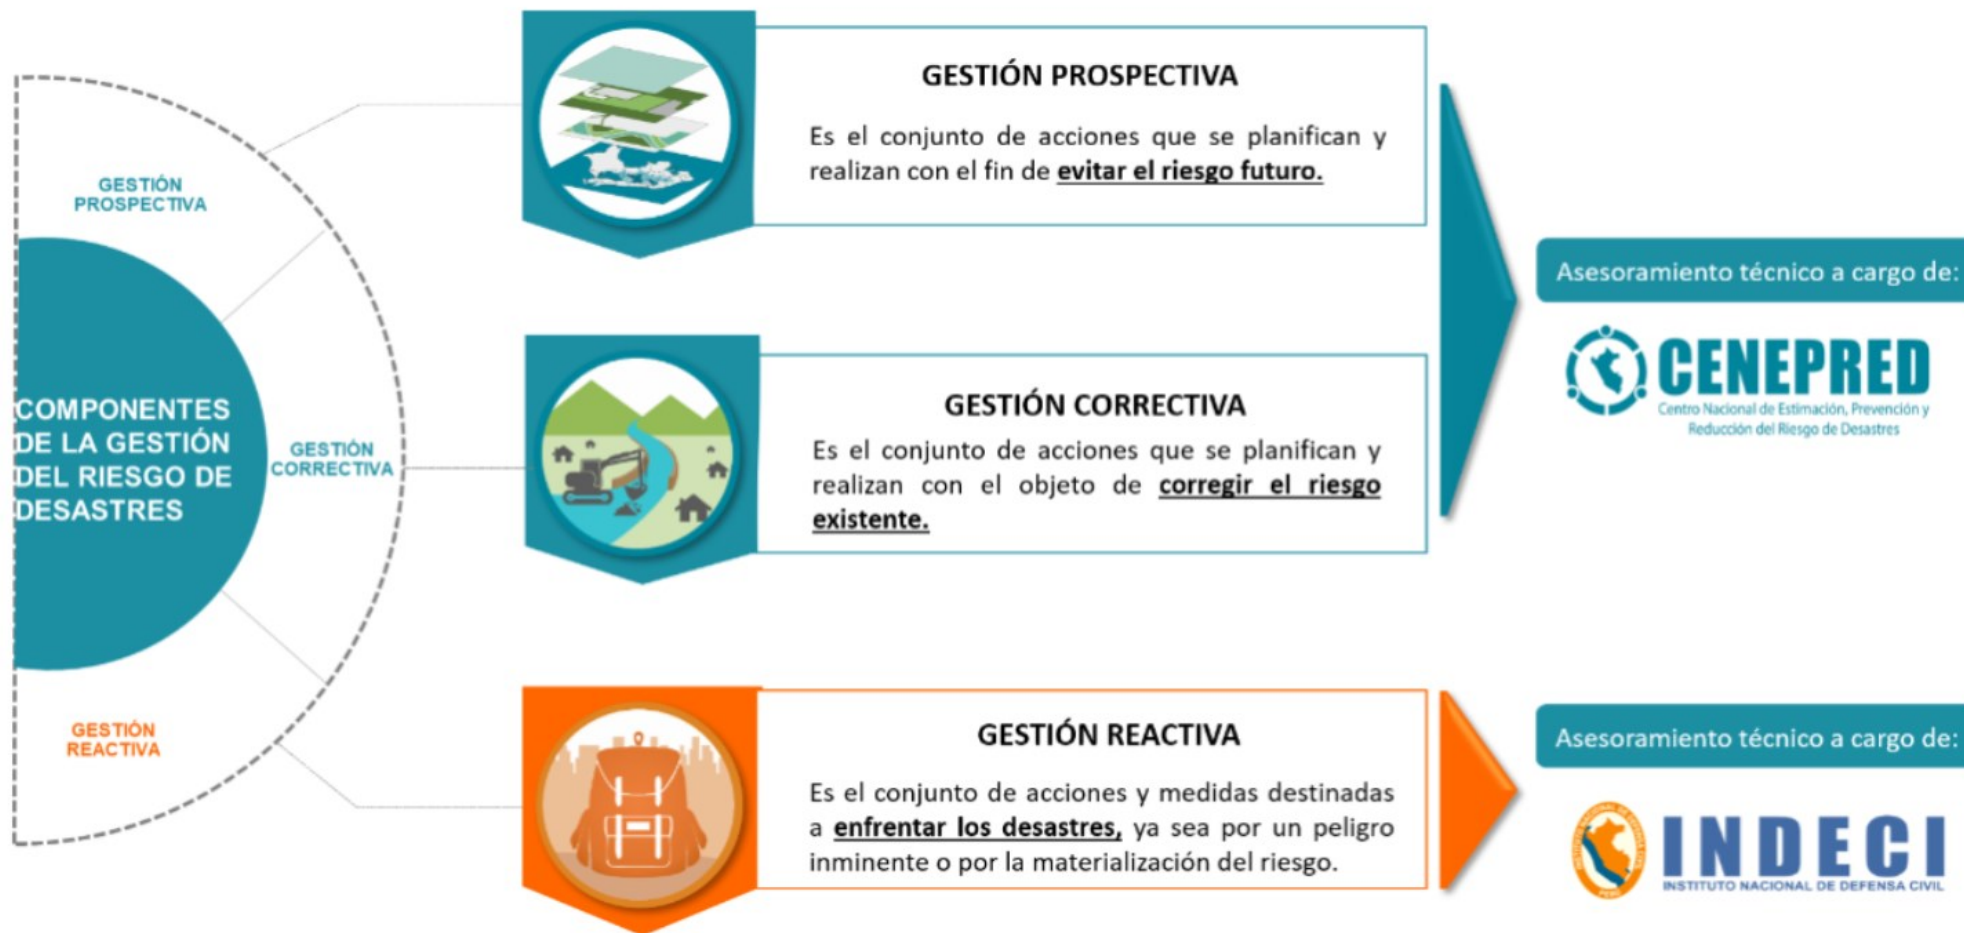 GESTIÓN
PROSPECTIVA
COMPONENTES
DE LA GESTIÓN
DEL RIESGO DE
DESASTRES
GESTIÓN
CORRECTIVA
GESTIÓN
REACTIVA
GESTIÓN PROSPECTIVA
Es el conjunto de acciones que se planifican y
realizan con el fin de evitar el riesgo futuro.
GESTIÓN CORRECTIVA
Es el conjunto de acciones que se planifican y
realizan con el objeto de corregir el riesgo
existente.
GESTIÓN REACTIVA
Es el conjunto de acciones y medidas destinadas
a enfrentar los desastres, ya sea por un peligro
inminente o por la materialización del riesgo.
Asesoramiento técnico a cargo de:
CENEPRED
Centro Nacional de Estimación, Prevención y
Reducción del Riesgo de Desastres
Asesoramiento técnico a cargo de:
INDECI
INSTITUTO NACIONAL DE DEFENSA CIVIL
PERÚ